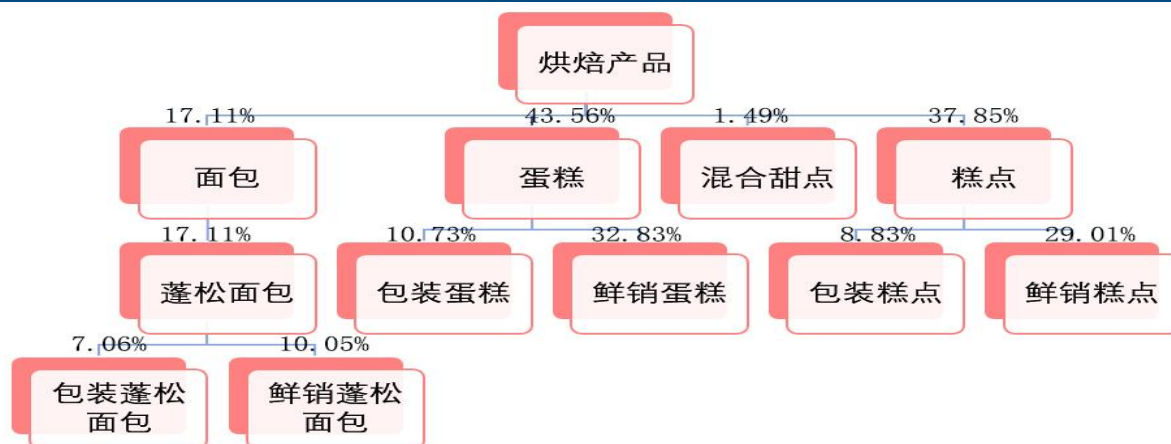 烘焙产品
17.11%
43.56%
1.49%
37.85%
面包
蛋糕
混合甜点
糕点
17.11%
10.73%
32.83%
8.83%
29.01%
蓬松面包
包装蛋糕
鲜销蛋糕
包装糕点
鲜销糕点
7.06%
10.05%
包装蓬松
面包
鲜销蓬松
面包